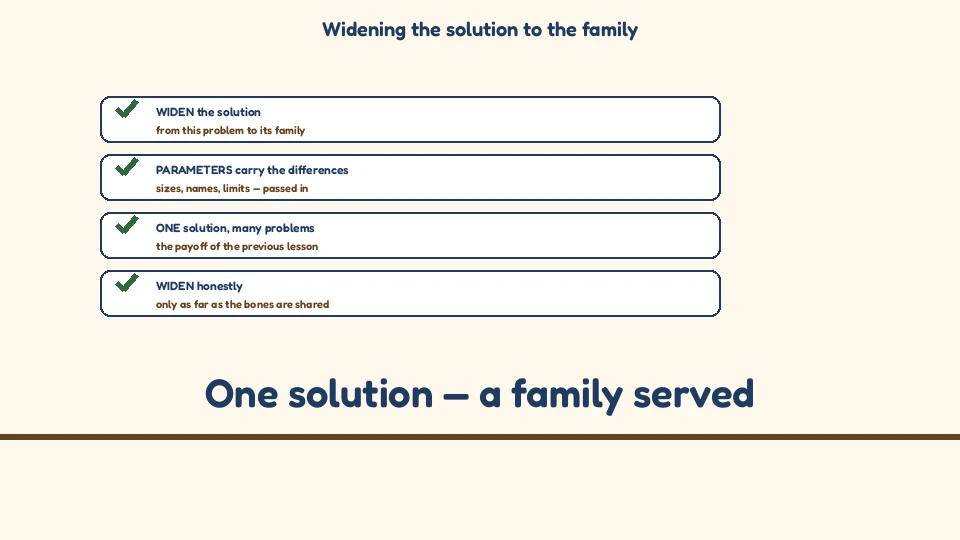 Widening the solution to the family
WIDEN the solution
from this problem to its family
PARAMETERS carry the differences
sizes, names, limits — passed in
ONE solution, many problems
the payoff of the previous lesson
WIDEN honestly
only as far as the bones are shared
One solution — a family served